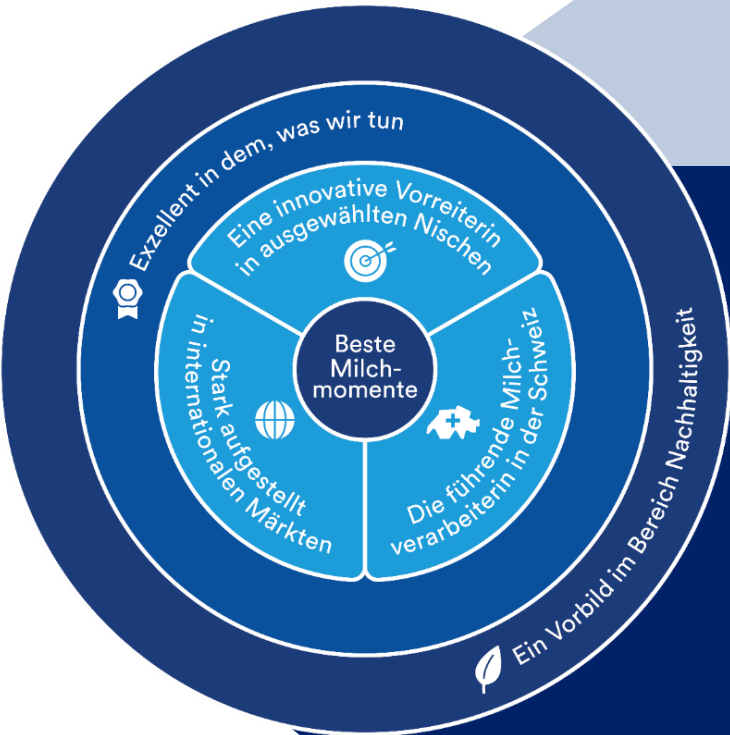 Exzellent in dem, was wir tun
Eine innovative Vorreiterin
in ausgewählten Nischen
Beste
Milch-
momente
Stark aufgestellt
in internationalen Märkten
Die führende Milch-
verarbeiterin in der Schweiz
Ein Vorbild im Bereich Nachhaltigkeit